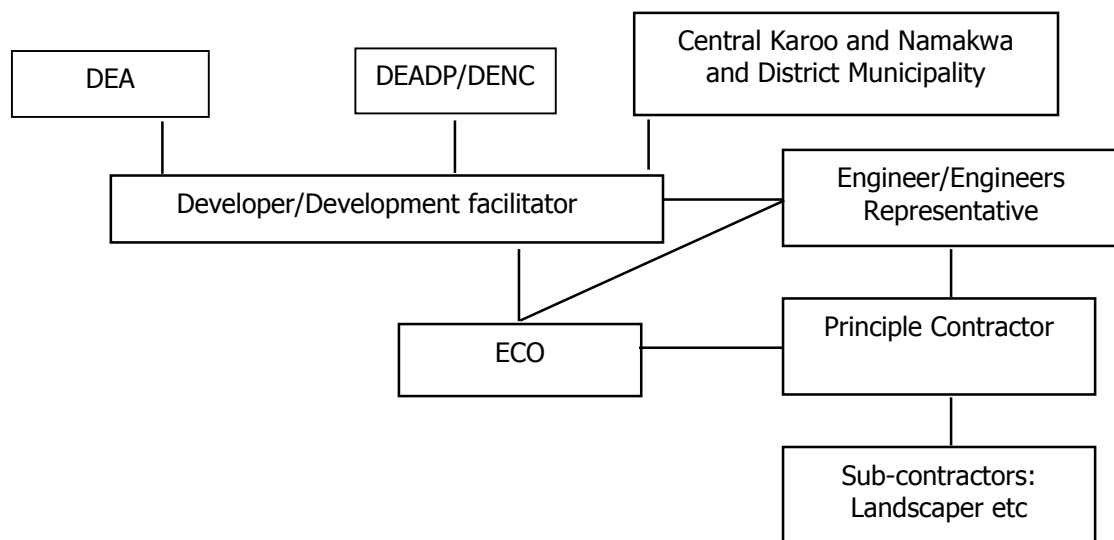 Central Karoo and Namakwa
and District Municipality
DEA
DEADP/DENC
Engineer/Engineers
Representative
Developer/Development facilitator
Principle Contractor
ECO
Sub-contractors:
Landscaper etc